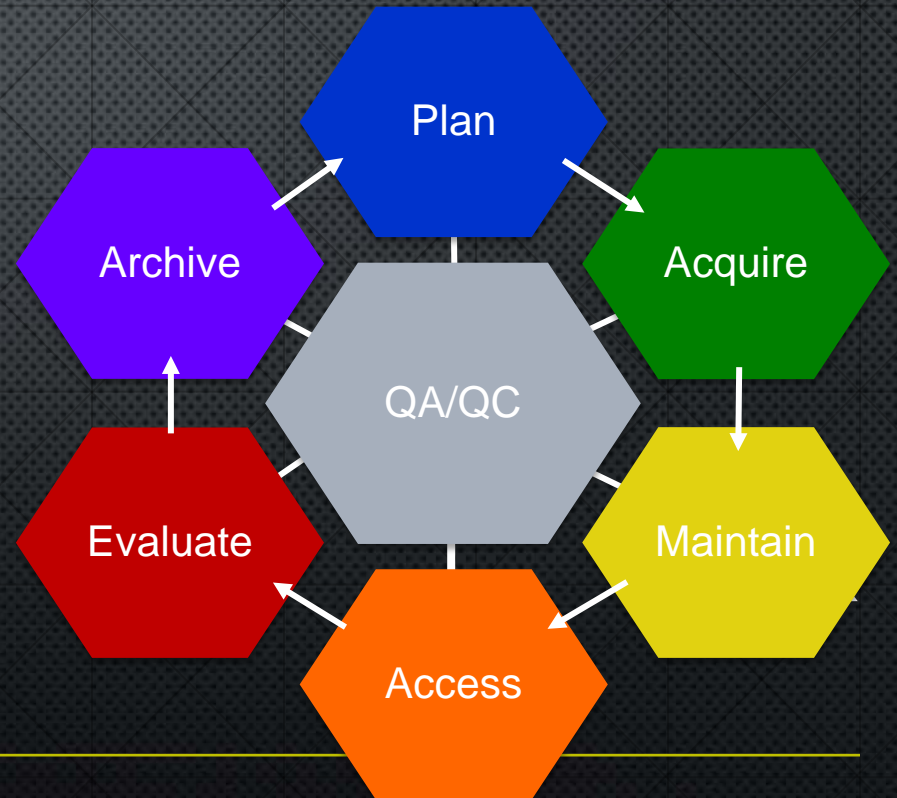 Plan
Acquire
Archive
QA/QC
Maintain
Evaluate
Access